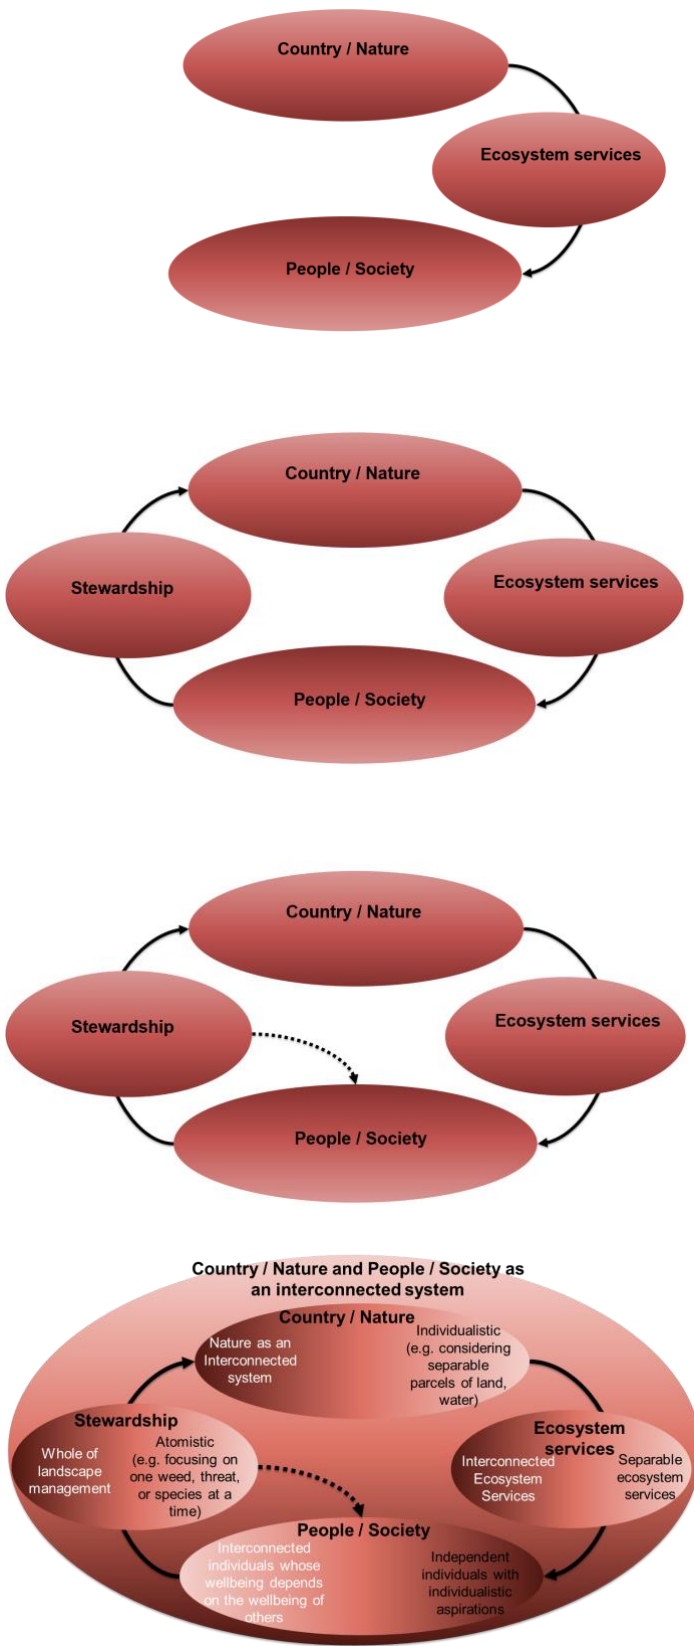 Country / Nature
Ecosystem services
People / Society
Country / Nature
Stewardship
Ecosystem services
People / Society
Country / Nature
Stewardship
Ecosystem services
People / Society
Country / Nature and People / Society as
an interconnected system
Country / Nature
Nature as an
Interconnected
system
Individualistic
(e.g. considering
separable
parcels of land,
water)
Stewardship
Whole of
landscape
management
Atomistic
(e.g. focusing on
one weed, threat,
or species at a
time)
Ecosystem
services
Interconnected
Ecosystem
Services
Separable
ecosystem
services
People / Society
Interconnected
individuals whose
wellbeing depends
on the wellbeing of
others
Independent
individuals with
individualistic
aspirations